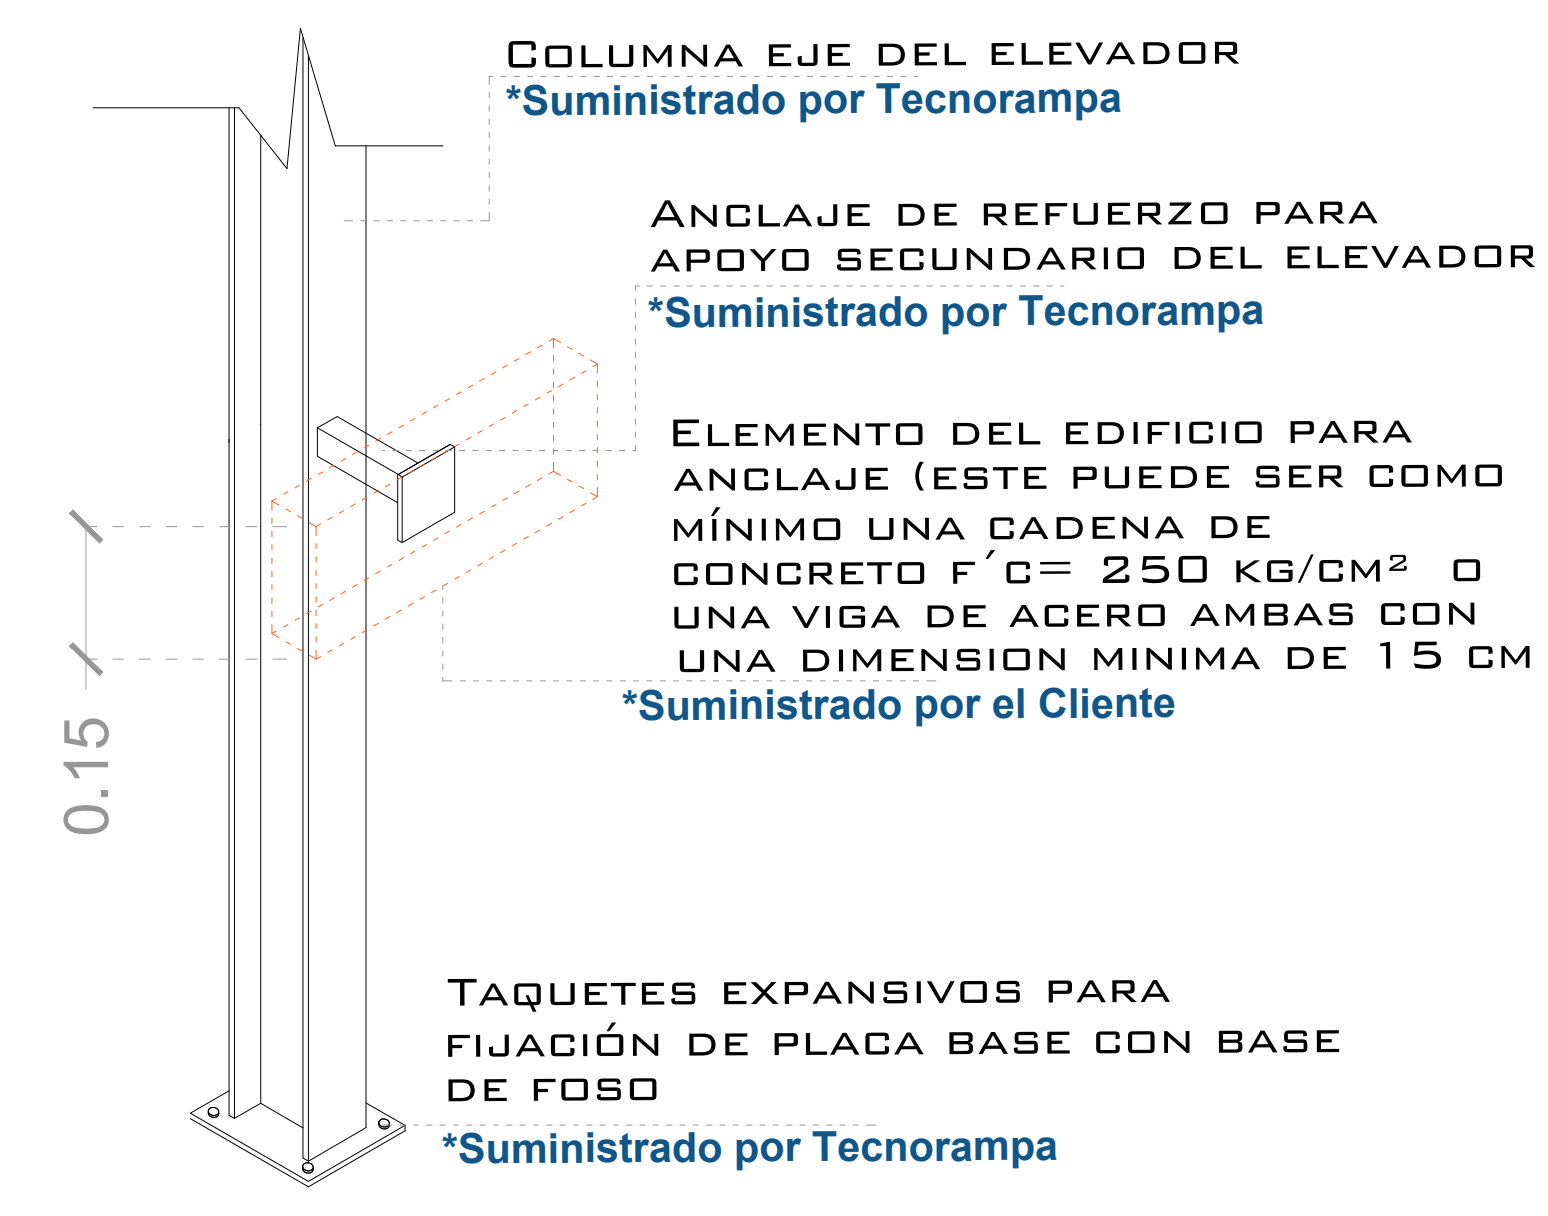 COLUMNA EJE DEL ELEVADOR
*Suministrado por Tecnorampa
ANCLAJE DE REFUERZO PARA
APOYO SECUNDARIO DEL ELEVADOR
*Suministrado por Tecnorampa
ELEMENTO DEL EDIFICIO PARA
ANCLAJE (ESTE PUEDE SER COMO
MÍNIMO UNA CADENA DE
CONCRETO F´C= 250 KG/CM² O
UNA VIGA DE ACERO AMBAS CON
UNA DIMENSION MINIMA DE 15 CM
*Suministrado por el Cliente
0.15
TAQUETES EXPANSIVOS PARA
FIJACIÓN DE PLACA BASE CON BASE
DE FOSO
*Suministrado por Tecnorampa